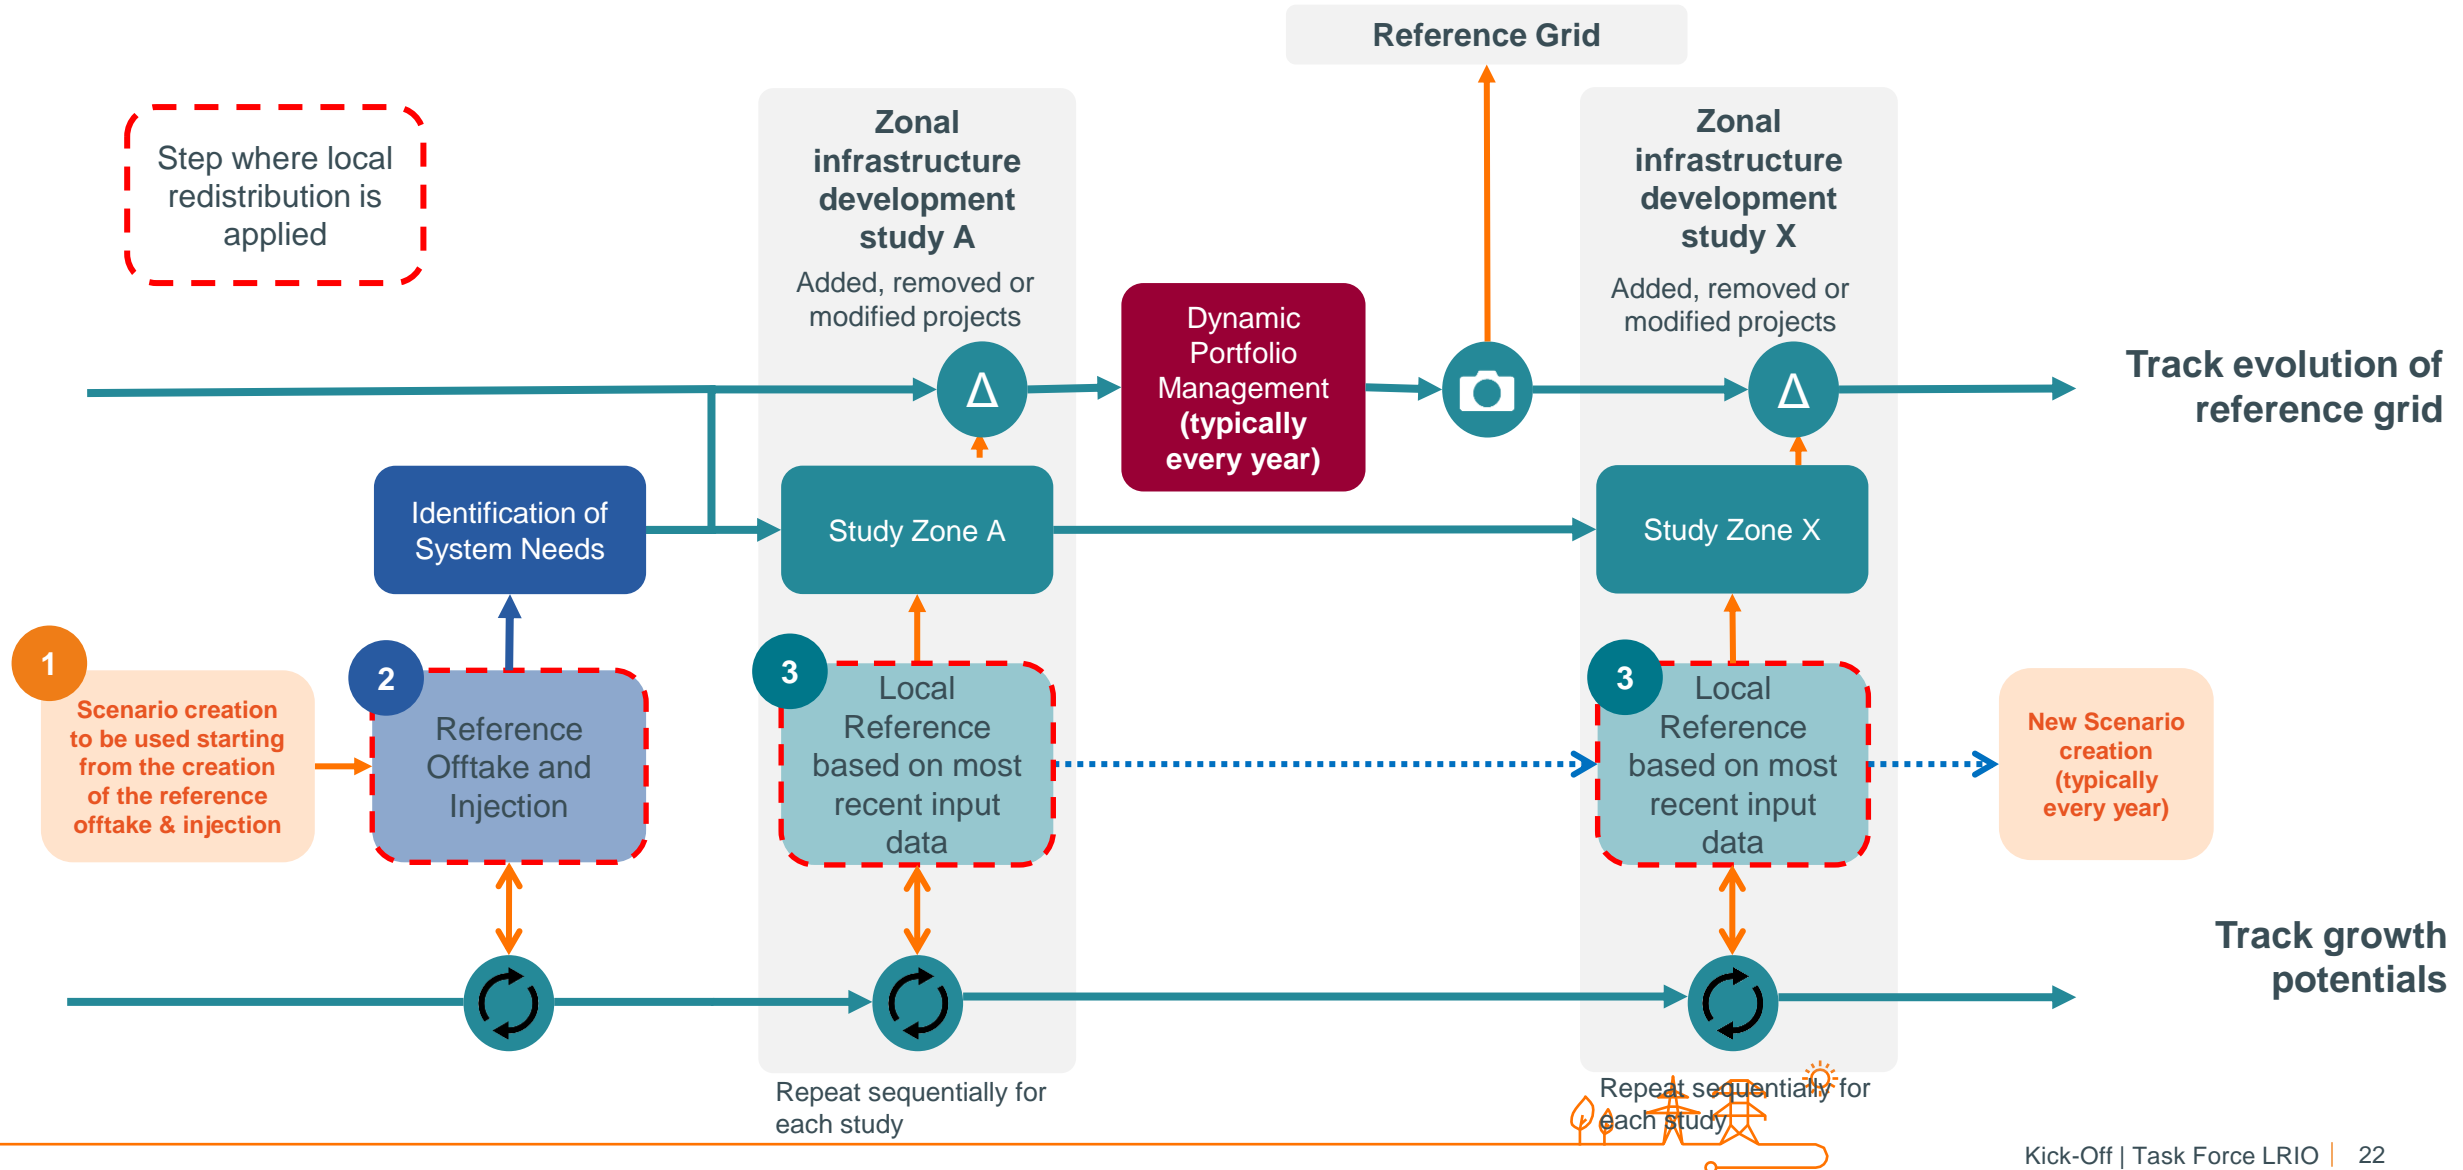 Reference Grid
Step where local
redistribution is
applied
Zonal
infrastructure
development
study A
Added, removed or
modified projects
Δ
Dynamic
Portfolio
Management
(typically
every year)
Zonal
infrastructure
development
study X
Added, removed or
modified projects
Δ
Track evolution of
reference grid
Identification of
System Needs
Study Zone A
Study Zone X
1
Scenario creation
to be used starting
from the creation
of the reference
offtake & injection
2
Reference
Offtake and
Injection
3
Local
Reference
based on most
recent input
data
3
Local
Reference
based on most
recent input
data
New Scenario
creation
(typically
every year)
Track growth
potentials
Repeat sequentially for
each study
Repeat sequentially for
each study
Kick-Off | Task Force LRIO 22